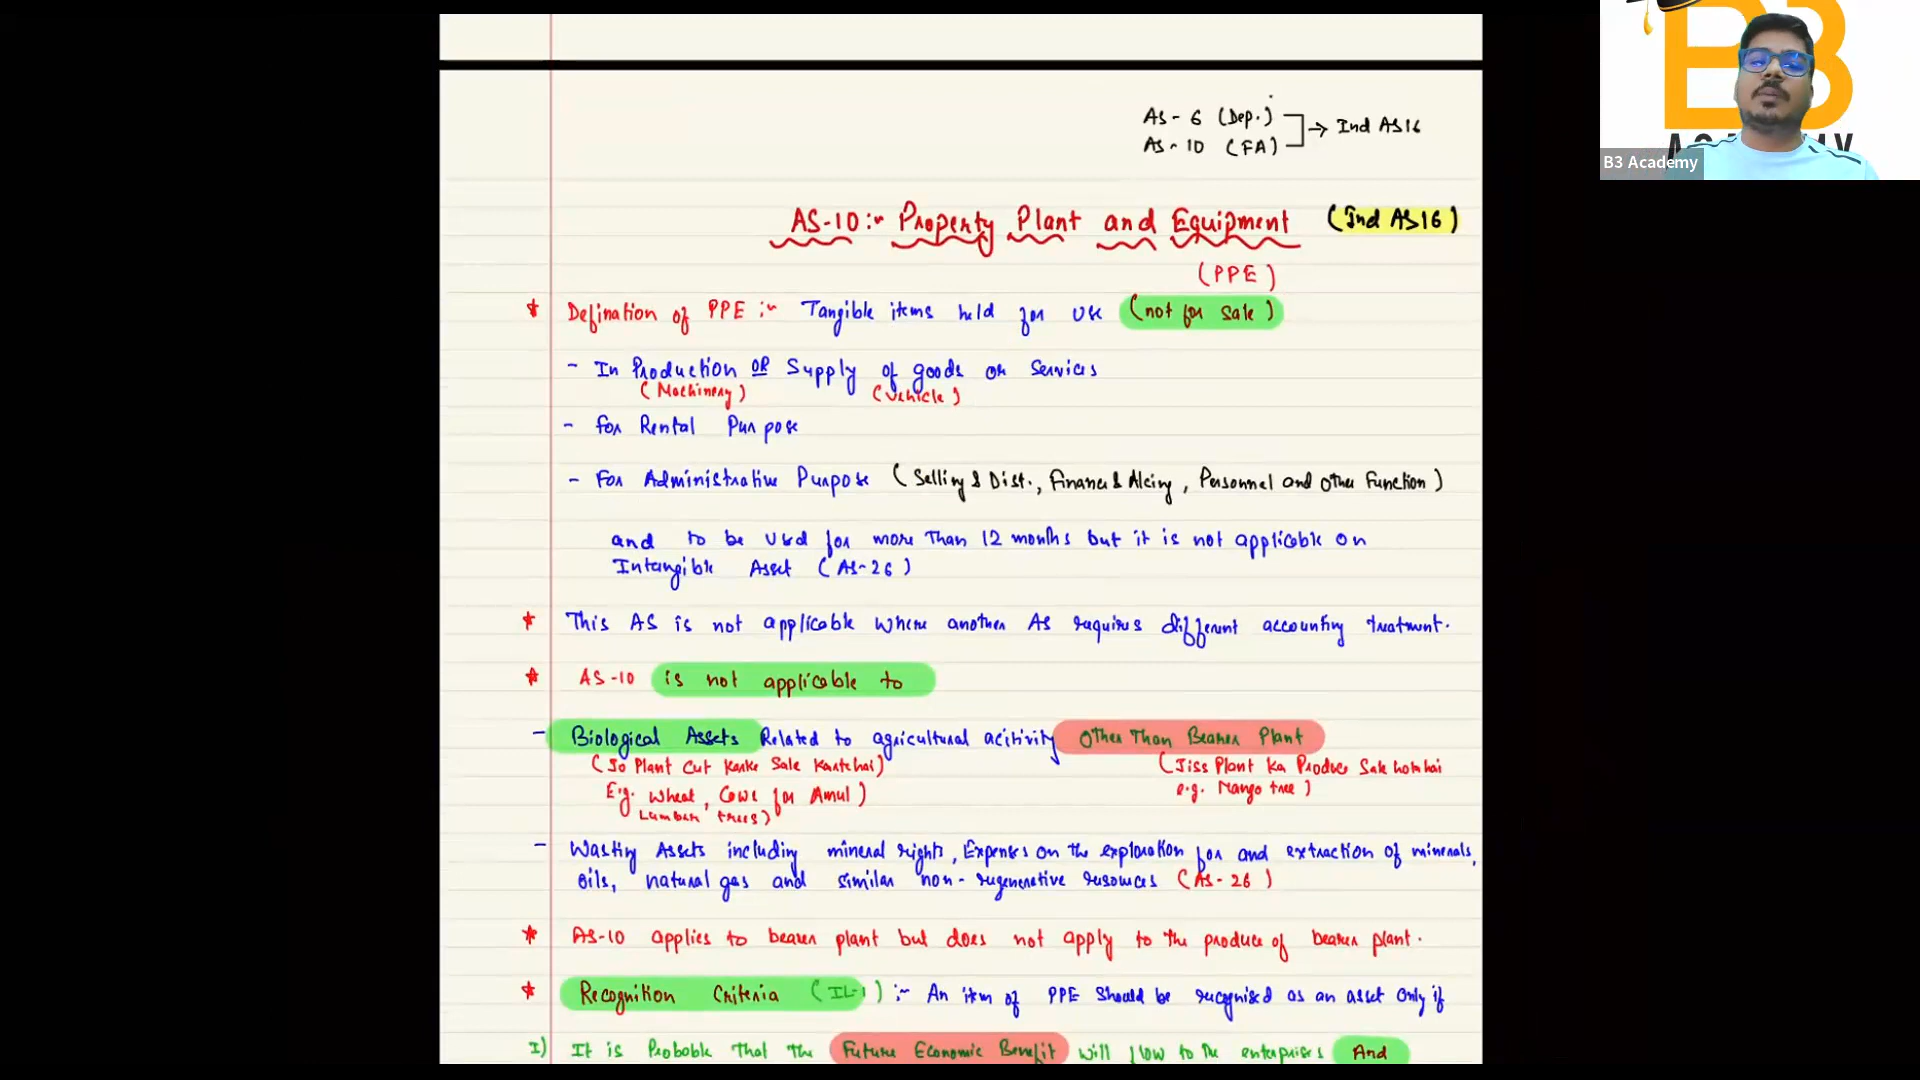 AS-6 (Dep.)
AS-10 (FA)
→ Ind AS16
AS-10:- Property Plant and Equipment (Ind AS16)
(PPE)
* Defination of PPE :- Tangible items held for use (not for sale)
- In Production OR Supply of goods or Services
(Machinery) (Vehicle)
- for Rental Purpose
- For Administrative Purpose (Selling & Dist., Finance & Alcing, Personnel and Other Function)
and to be used for more Than 12 months but it is not applicable on
Intangible Asset (AS-26)
* This AS is not applicable where another AS requires different accounting treatment.
* AS-10 is not applicable to
- Biological Assets Related to agricultural acitivity Other Than Bearer Plant
(Jo Plant Cut Karke Sale Kartehai) (Jiss Plant Ka Produce Sale hota hai
E.g. Wheat, Cows for Amul) e.g. Mango tree)
Lumber trees)
- Wasting Assets including mineral rights, Expenses on the exploration for and extraction of minerals,
oils, natural gas and similar non-regenerative resources (AS-26)
* AS-10 applies to bearer plant but does not apply to the produce of bearer plant.
* Recognition Criteria (IL-1) :- An item of PPE should be recognised as an asset only if
I) It is Probable That the Future Economic Benefit will flow to the enterprises And
B3
B3 Academy